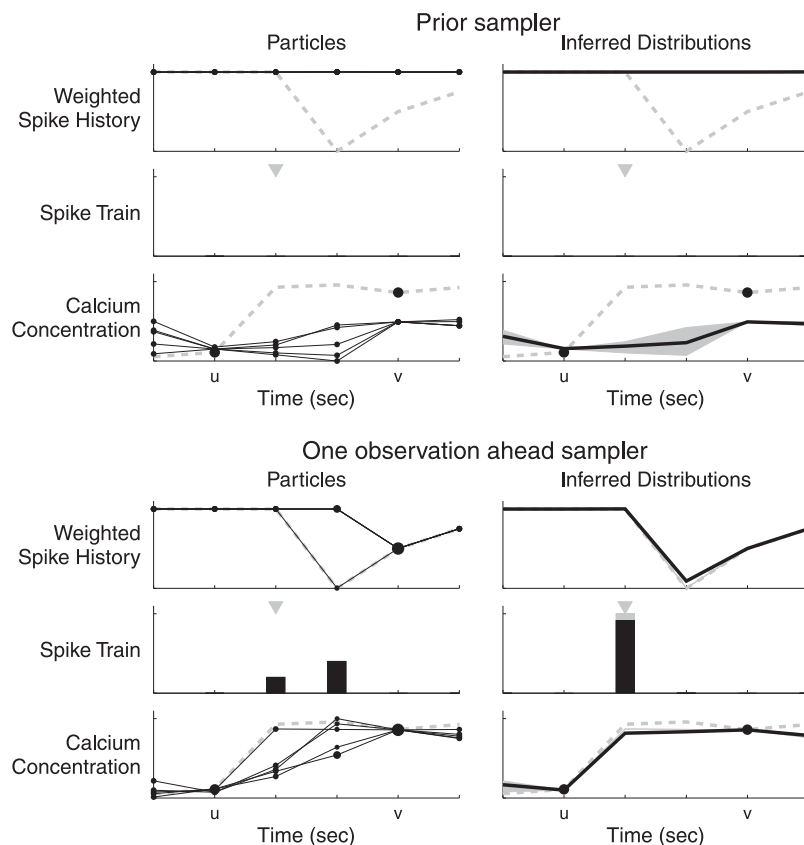 Prior sampler
Particles
Inferred Distributions
Weighted
Spike History
Spike Train
Calcium
Concentration
u
v
u
v
Time (sec)
Time (sec)
One observation ahead sampler
Particles
Inferred Distributions
Weighted
Spike History
Spike Train
Calcium
Concentration
u
v
u
v
Time (sec)
Time (sec)